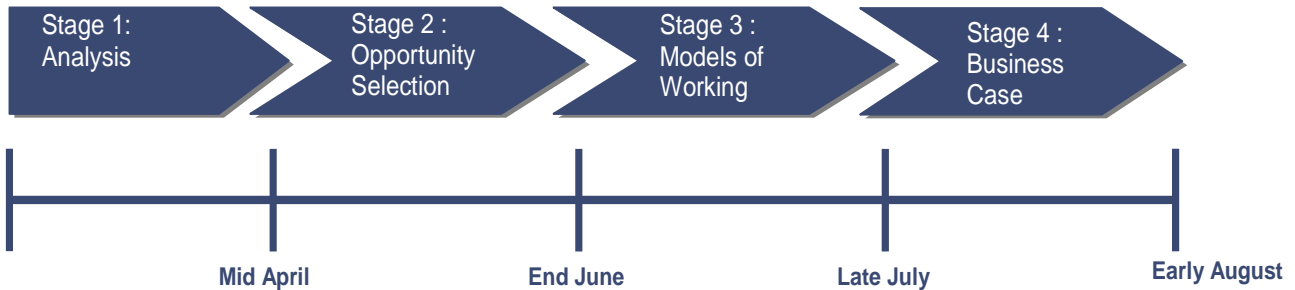 Stage 1:
Analysis
Stage 2 :
Opportunity
Selection
Stage 3 :
Models of
Working
Stage 4 :
Business
Case
Mid April
End June
Late July
Early August